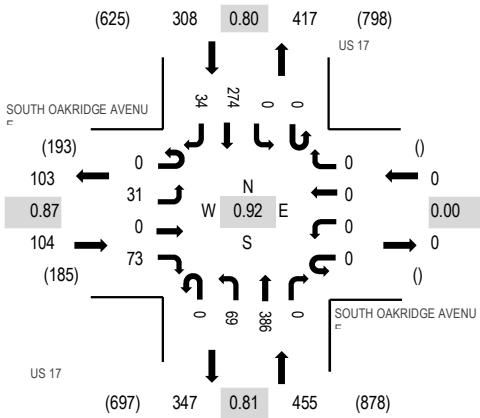 (625) 308 0.80 417 (798)
US 17
34 274 0 0
SOUTH OAKRIDGE AVENU
E
(193) 0 0 ()
103 31 N 0 0
0.87 0 W 0.92 E 0 0.00
104 73 S 0 0
(185) ()
0 69 386 0
SOUTH OAKRIDGE AVENU
E
US 17
(697) 347 0.81 455 (878)